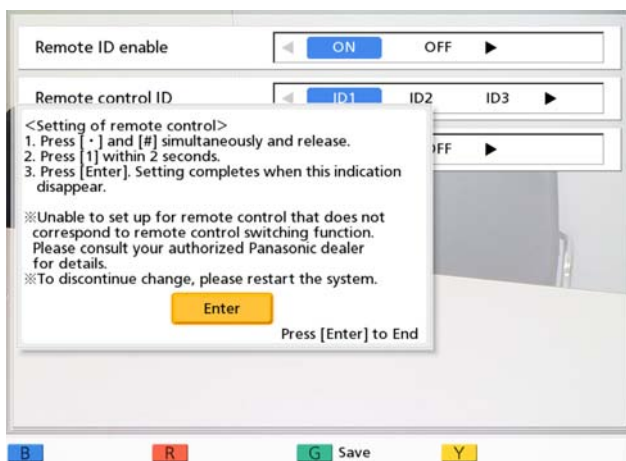 Remote ID enable ◀ ON OFF ▶
Remote control ID ◀ ID1 ID2 ID3 ▶
<Setting of remote control>
1. Press [・] and [#] simultaneously and release.
2. Press [1] within 2 seconds.
3. Press [Enter]. Setting completes when this indication
disappear.
OFF ▶
※Unable to set up for remote control that does not
correspond to remote control switching function.
Please consult your authorized Panasonic dealer
for details.
※To discontinue change, please restart the system.
Enter
Press [Enter] to End
B R G Save Y